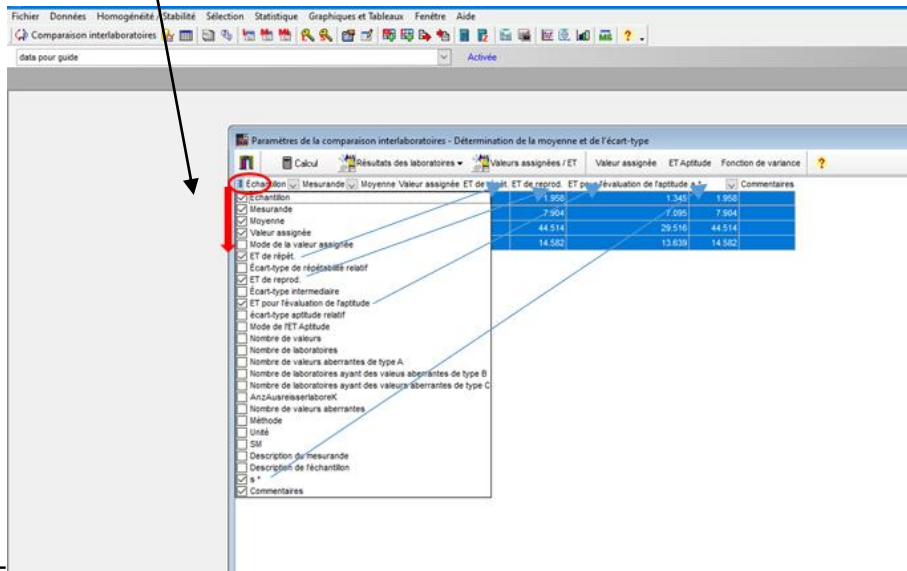 Fichier Données Homogénéité/Stabilité Sélection Statistique Graphiques et Tableaux Fenêtre Aide
Comparaison interlaboratoires
data pour guide Activée
Paramètres de la comparaison interlaboratoires - Détermination de la moyenne et de l'écart-type
Calcul Résultats des laboratoires Valeurs assignées / ET Valeur assignée ET Aptitude Fonction de variance ?
Échantillon Mesurande Moyenne Valeur assignée ET de répét. ET de reprod. ET pour l'évaluation de l'aptitude s * Commentaires
Echantillon 1.958 1.345 1.958
Mesurande 7.904 7.095 7.904
Moyenne 44.514 29.516 44.514
Valeur assignée
Mode de la valeur assignée 14.582 13.639 14.582
ET de répét.
Écart-type de répétabilité relatif
ET de reprod.
Écart-type intermediaire
ET pour l'évaluation de l'aptitude
écart-type aptitude relatif
Mode de l'ET Aptitude
Nombre de valeurs
Nombre de laboratoires
Nombre de valeurs aberrantes de type A
Nombre de laboratoires ayant des valeus aberrantes de type B
Nombre de laboratoires ayant des valeurs aberrantes de type C
AnzAusreisserlaboreK
Nombre de valeurs aberrantes
Méthode
Unité
SM
Description du mesurande
Description de l'échantillon
s *
Commentaires